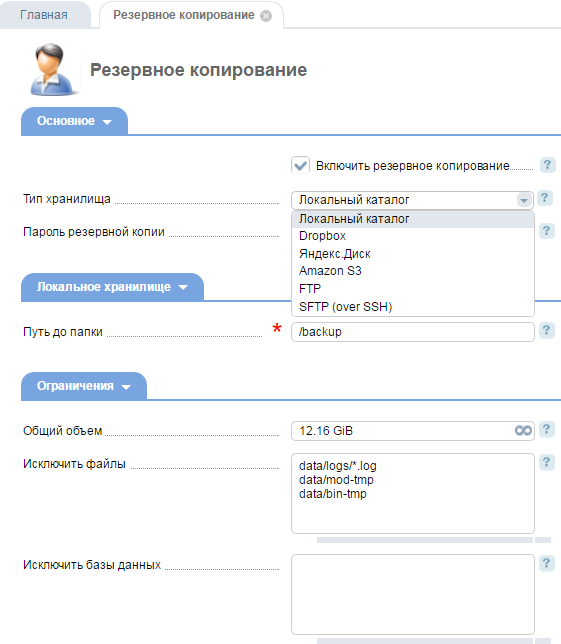 Главная Резервное копирование
Резервное копирование
Основное
Включить резервное копирование ?
Тип хранилища Локальный каталог ?
Локальный каталог
Пароль резервной копии Dropbox ?
Яндекс.Диск
Amazon S3
Локальное хранилище FTP
SFTP (over SSH)
Путь до папки * /backup ?
Ограничения
Общий объем 12.16 GiB ?
Исключить файлы data/logs/*.log ?
data/mod-tmp
data/bin-tmp
Исключить базы данных ?